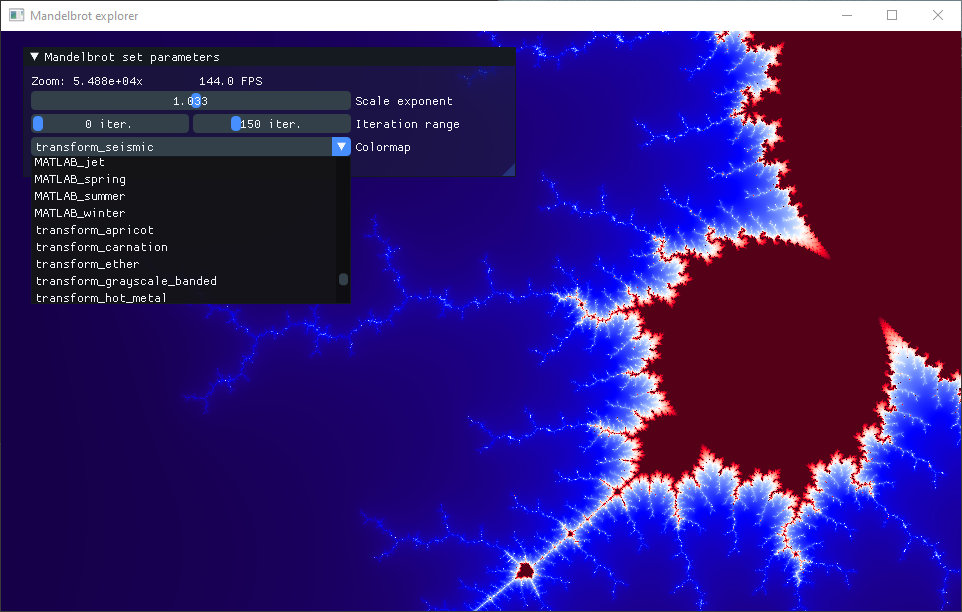 Mandelbrot explorer
Mandelbrot set parameters
Zoom: 5.488e+04x 144.0 FPS
1.033 Scale exponent
0 iter. 150 iter. Iteration range
transform_seismic Colormap
MATLAB_jet
MATLAB_spring
MATLAB_summer
MATLAB_winter
transform_apricot
transform_carnation
transform_ether
transform_grayscale_banded
transform_hot_metal